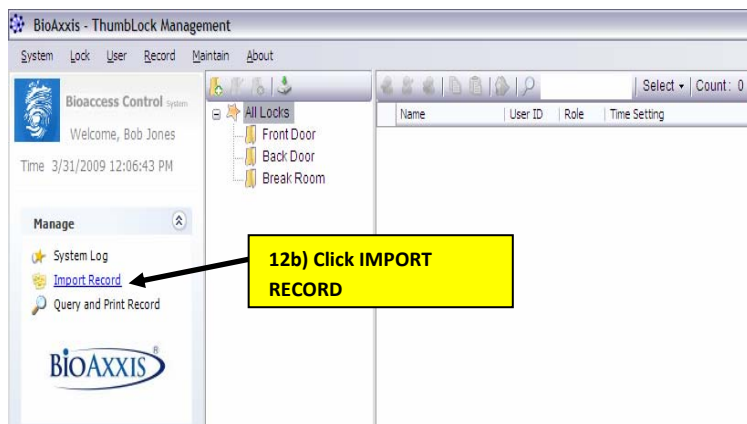 BioAxxis - ThumbLock Management
System Lock User Record Maintain About
Bioaccess Control System
Welcome, Bob Jones
Time 3/31/2009 12:06:43 PM
Manage
System Log
Import Record
Query and Print Record
BIOAXXIS®
All Locks
Front Door
Back Door
Break Room
Select Count: 0
Name User ID Role Time Setting
12b) Click IMPORT
RECORD